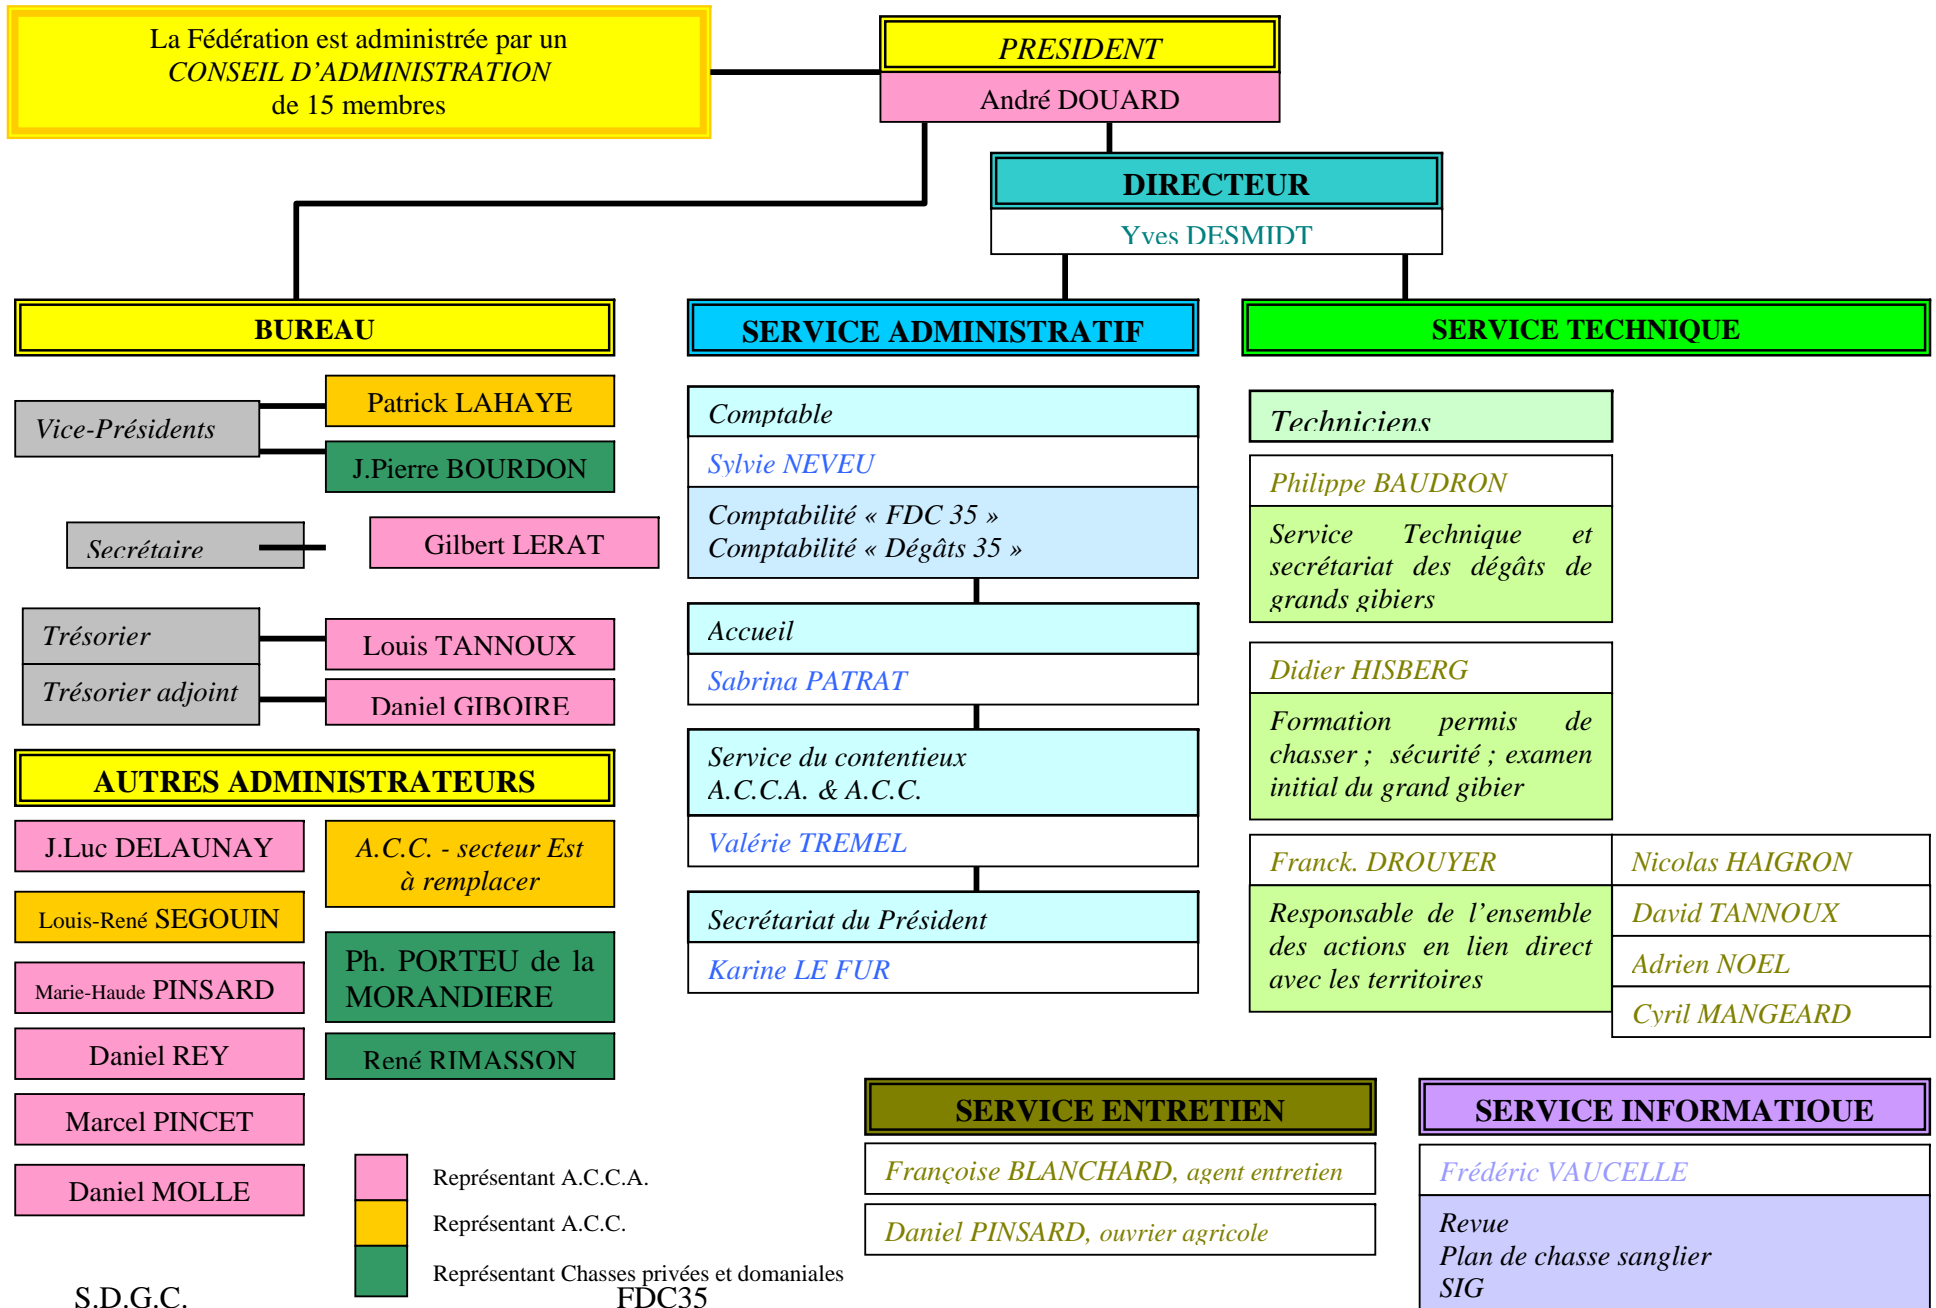 La Fédération est administrée par un
CONSEIL D'ADMINISTRATION
de 15 membres
PRESIDENT
André DOUARD
DIRECTEUR
Yves DESMIDT
BUREAU
Vice-Présidents
Patrick LAHAYE
J.Pierre BOURDON
Secrétaire
Gilbert LERAT
Trésorier
Louis TANNOUX
Trésorier adjoint
Daniel GIBOIRE
AUTRES ADMINISTRATEURS
J.Luc DELAUNAY
Louis-René SEGOUIN
Marie-Haude PINSARD
Daniel REY
Marcel PINCET
Daniel MOLLE
A.C.C. - secteur Est
à remplacer
Ph. PORTEU de la
MORANDIERE
René RIMASSON
Représentant A.C.C.A.
Représentant A.C.C.
Représentant Chasses privées et domaniales
SERVICE ADMINISTRATIF
Comptable
Sylvie NEVEU
Comptabilité « FDC 35 »
Comptabilité « Dégâts 35 »
Accueil
Sabrina PATRAT
Service du contentieux
A.C.C.A. & A.C.C.
Valérie TREMEL
Secrétariat du Président
Karine LE FUR
SERVICE TECHNIQUE
Techniciens
Philippe BAUDRON
Service Technique et
secrétariat des dégâts de
grands gibiers
Didier HISBERG
Formation permis de
chasser ; sécurité ; examen
initial du grand gibier
Franck. DROUYER
Responsable de l'ensemble
des actions en lien direct
avec les territoires
Nicolas HAIGRON
David TANNOUX
Adrien NOEL
Cyril MANGEARD
SERVICE ENTRETIEN
Françoise BLANCHARD, agent entretien
Daniel PINSARD, ouvrier agricole
SERVICE INFORMATIQUE
Frédéric VAUCELLE
Revue
Plan de chasse sanglier
SIG
S.D.G.C.
FDC35